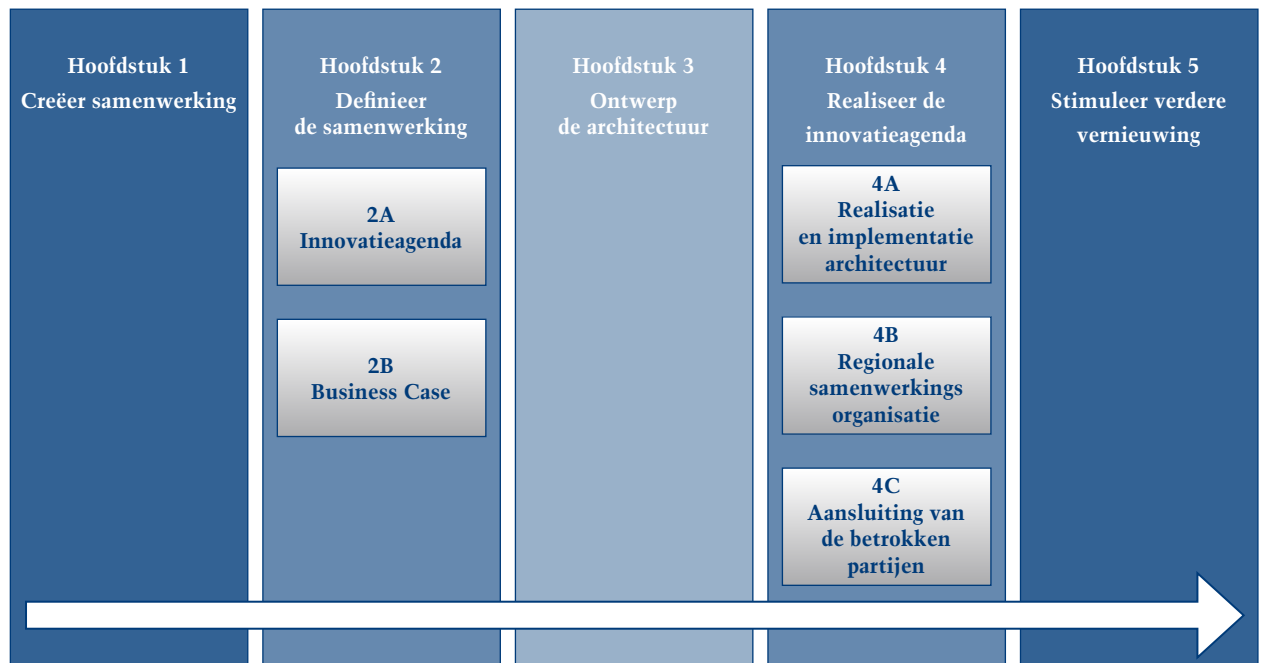 Hoofdstuk 1
Creëer samenwerking
Hoofdstuk 2
Definieer
de samenwerking
2A
Innovatieagenda
2B
Business Case
Hoofdstuk 3
Ontwerp
de architectuur
Hoofdstuk 4
Realiseer de
innovatieagenda
4A
Realisatie
en implementatie
architectuur
4B
Regionale
samenwerkings
organisatie
4C
Aansluiting van
de betrokken
partijen
Hoofdstuk 5
Stimuleer verdere
vernieuwing